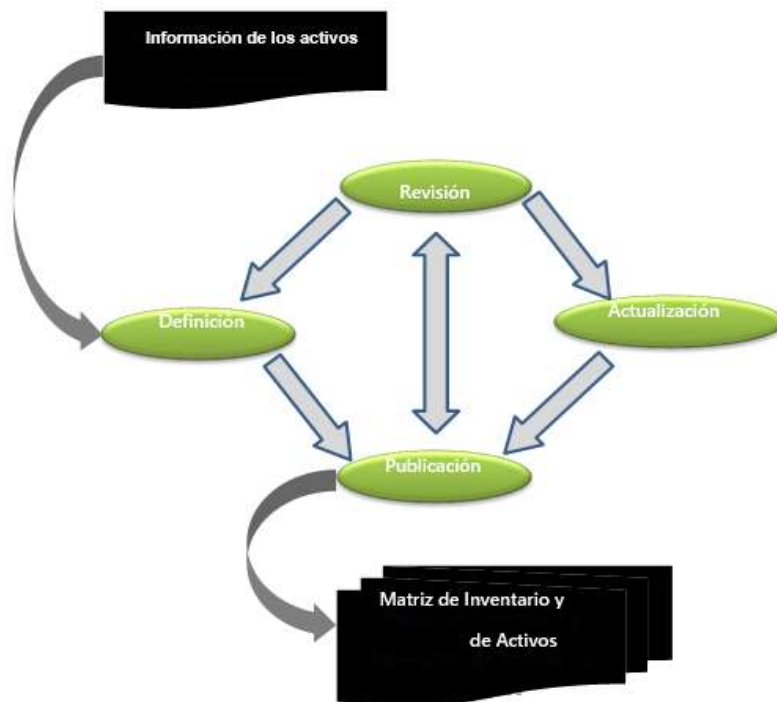 Información de los activos
Revisión
Definición
Actualización
Publicación
Matriz de Inventario y
de Activos